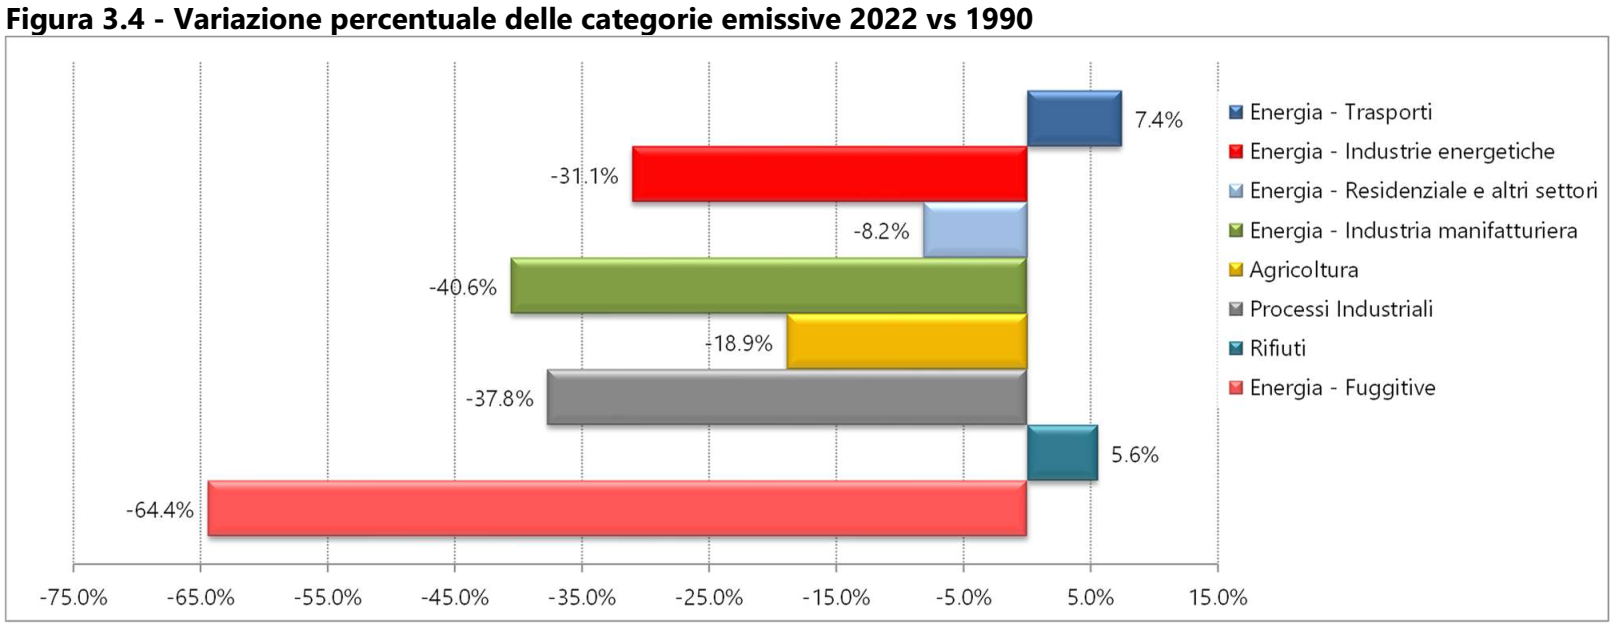 Figura 3.4 - Variazione percentuale delle categorie emissive 2022 vs 1990
7.4%
-31.1%
-8.2%
-40.6%
-18.9%
-37.8%
5.6%
-64.4%
Energia - Trasporti
Energia - Industrie energetiche
Energia - Residenziale e altri settori
Energia - Industria manifatturiera
Agricoltura
Processi Industriali
Rifiuti
Energia - Fuggitive
-75.0% -65.0% -55.0% -45.0% -35.0% -25.0% -15.0% -5.0% 5.0% 15.0%